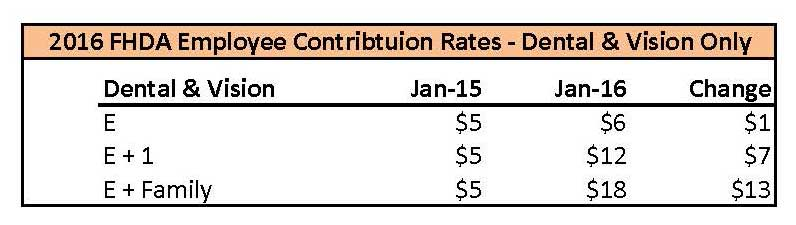 2016 FHDA Employee Contribtuion Rates - Dental & Vision Only
Dental & Vision Jan-15 Jan-16 Change
E $5 $6 $1
E + 1 $5 $12 $7
E + Family $5 $18 $13